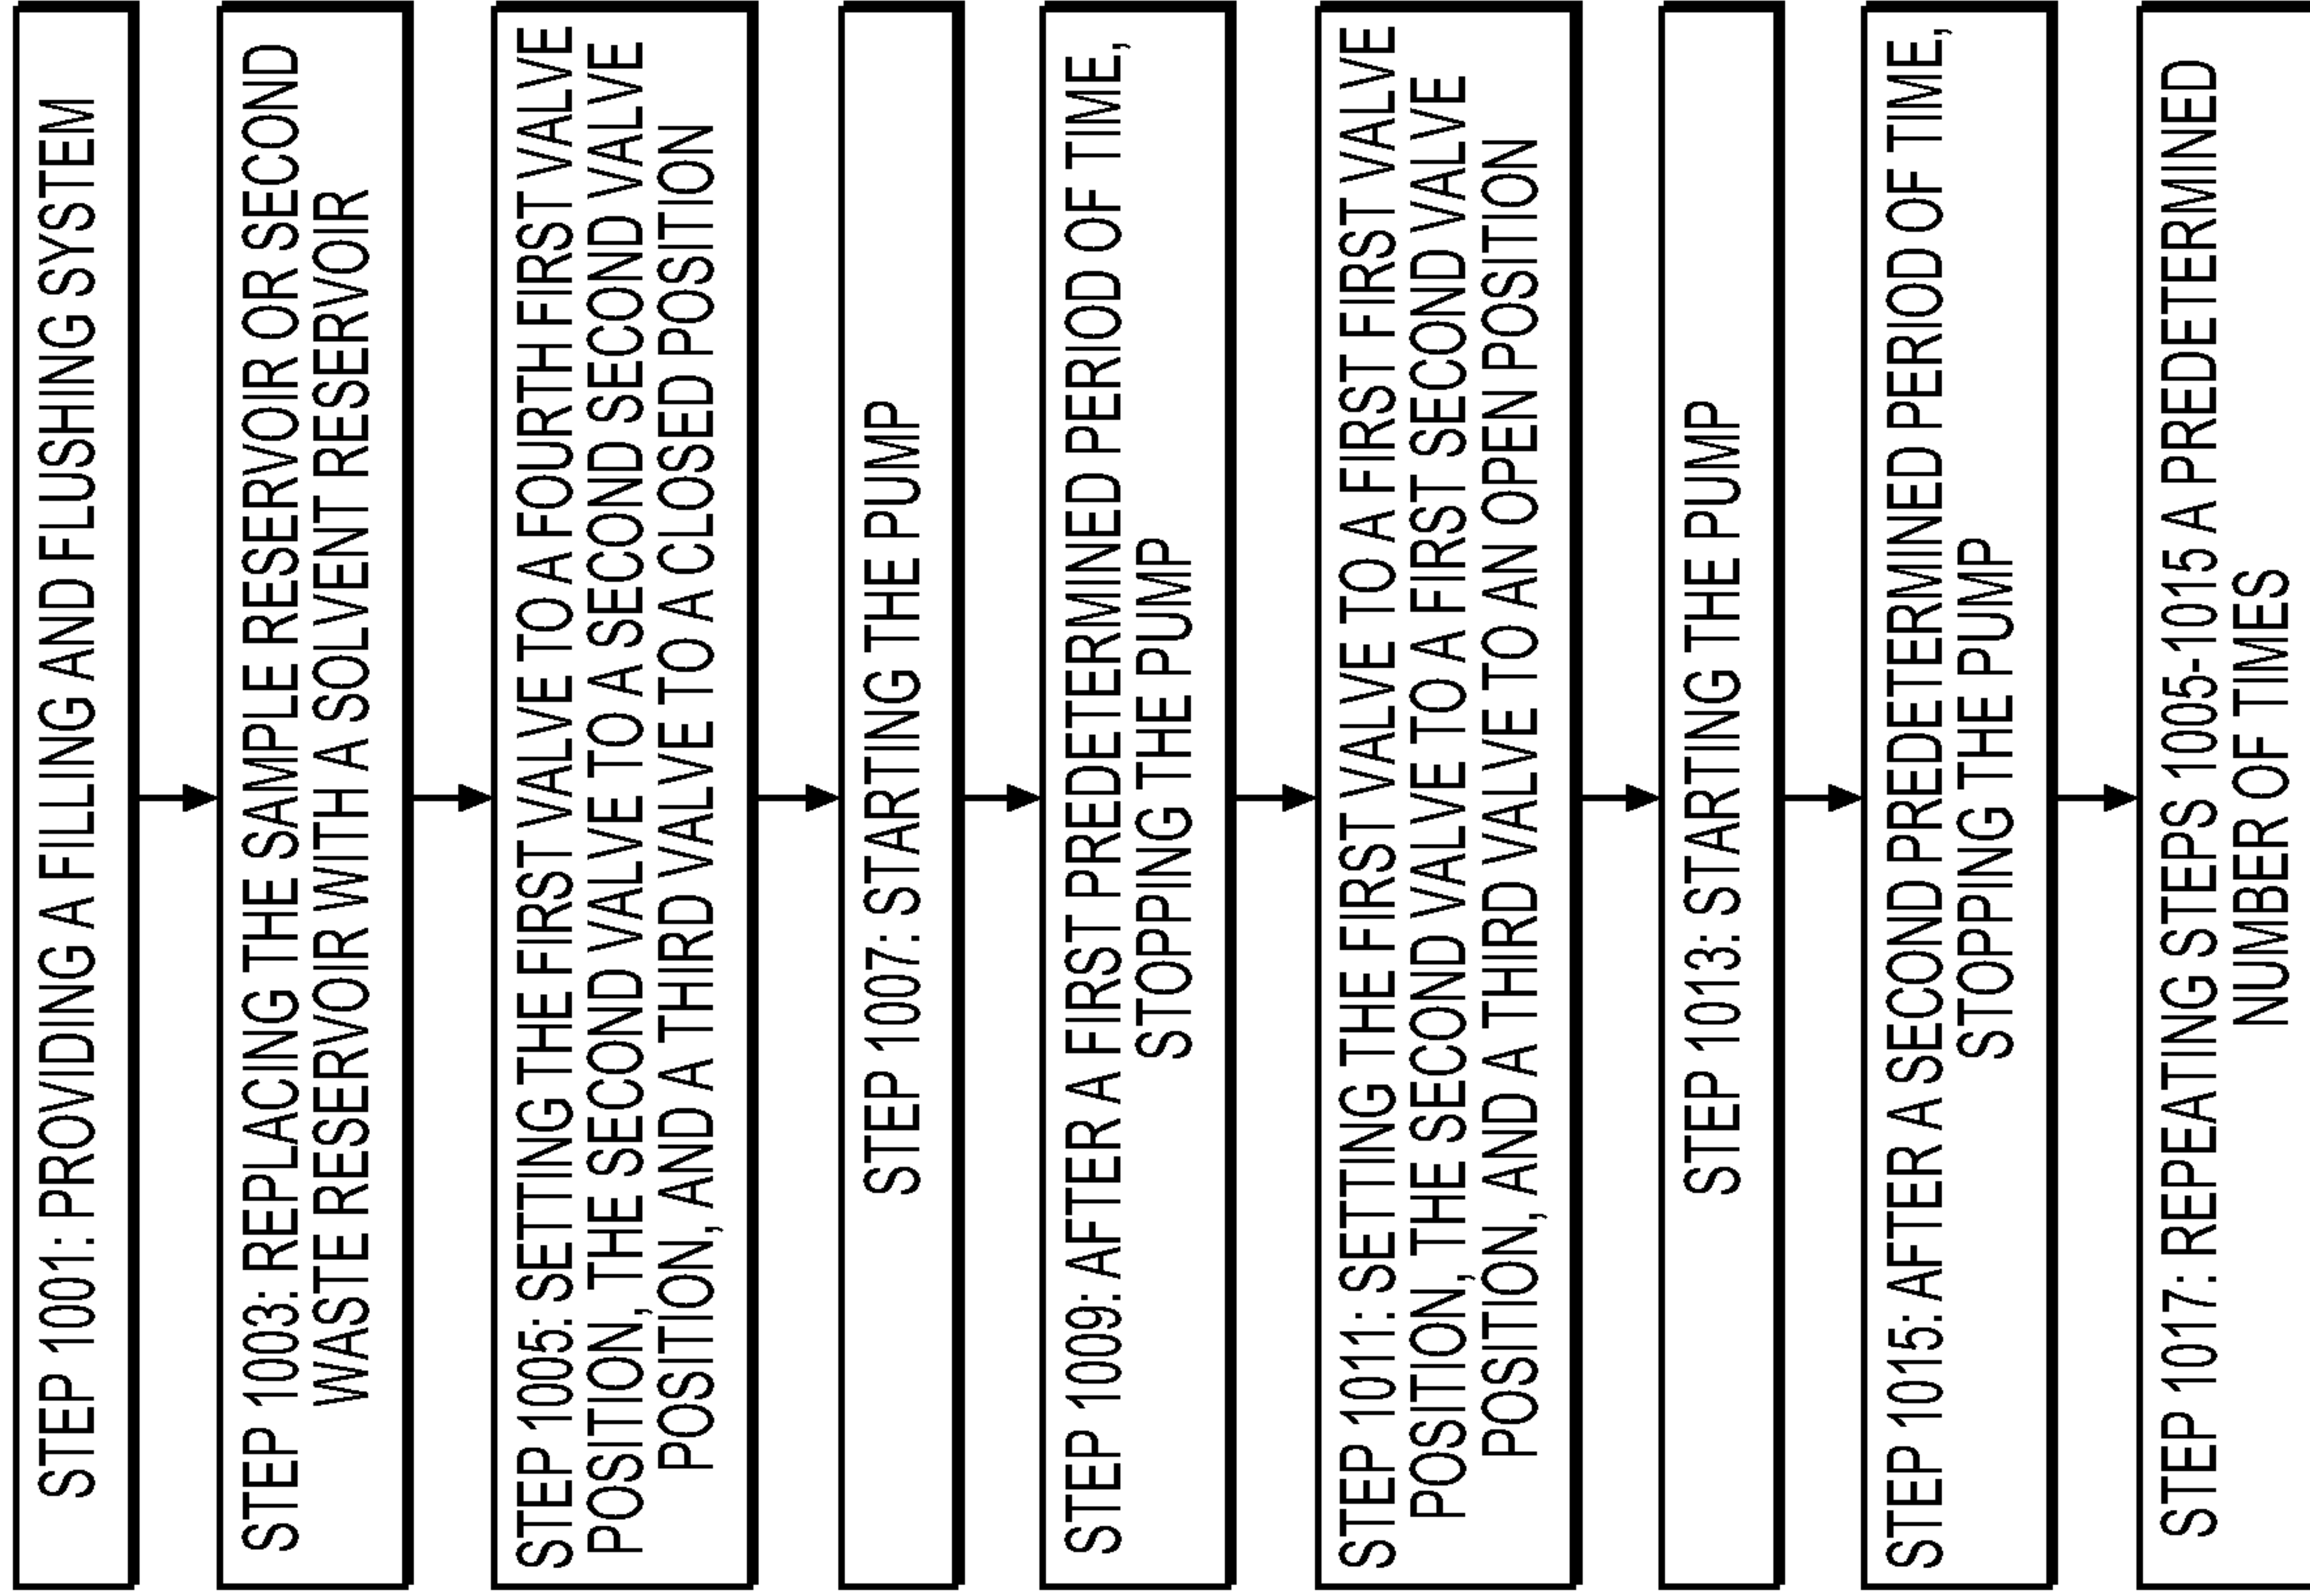 STEP 1001: PROVIDING A FILLING AND FLUSHING SYSTEM
STEP 1003: REPLACING THE SAMPLE RESERVOIR OR SECOND
WASTE RESERVOIR WITH A SOLVENT RESERVOIR
STEP 1005: SETTING THE FIRST VALVE TO A FOURTH FIRST VALVE
POSITION, THE SECOND VALVE TO A SECOND SECOND VALVE
POSITION, AND A THIRD VALVE TO A CLOSED POSITION
STEP 1007: STARTING THE PUMP
STEP 1009: AFTER A FIRST PREDETERMINED PERIOD OF TIME,
STOPPING THE PUMP
STEP 1011: SETTING THE FIRST VALVE TO A FIRST FIRST VALVE
POSITION, THE SECOND VALVE TO A FIRST SECOND VALVE
POSITION, AND A THIRD VALVE TO AN OPEN POSITION
STEP 1013: STARTING THE PUMP
STEP 1015: AFTER A SECOND PREDETERMINED PERIOD OF TIME,
STOPPING THE PUMP
STEP 1017: REPEATING STEPS 1005-1015 A PREDETERMINED
NUMBER OF TIMES